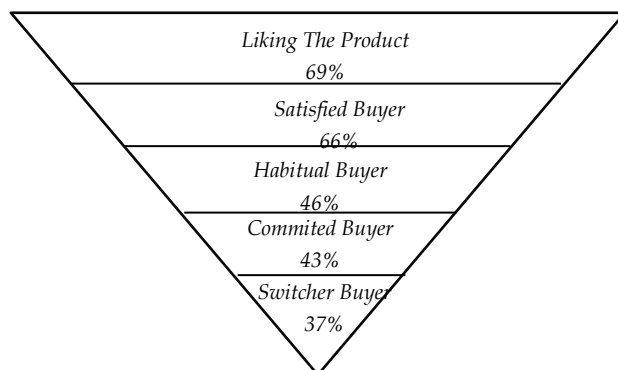 Liking The Product
69%
Satisfied Buyer
66%
Habitual Buyer
46%
Commited Buyer
43%
Switcher Buyer
37%